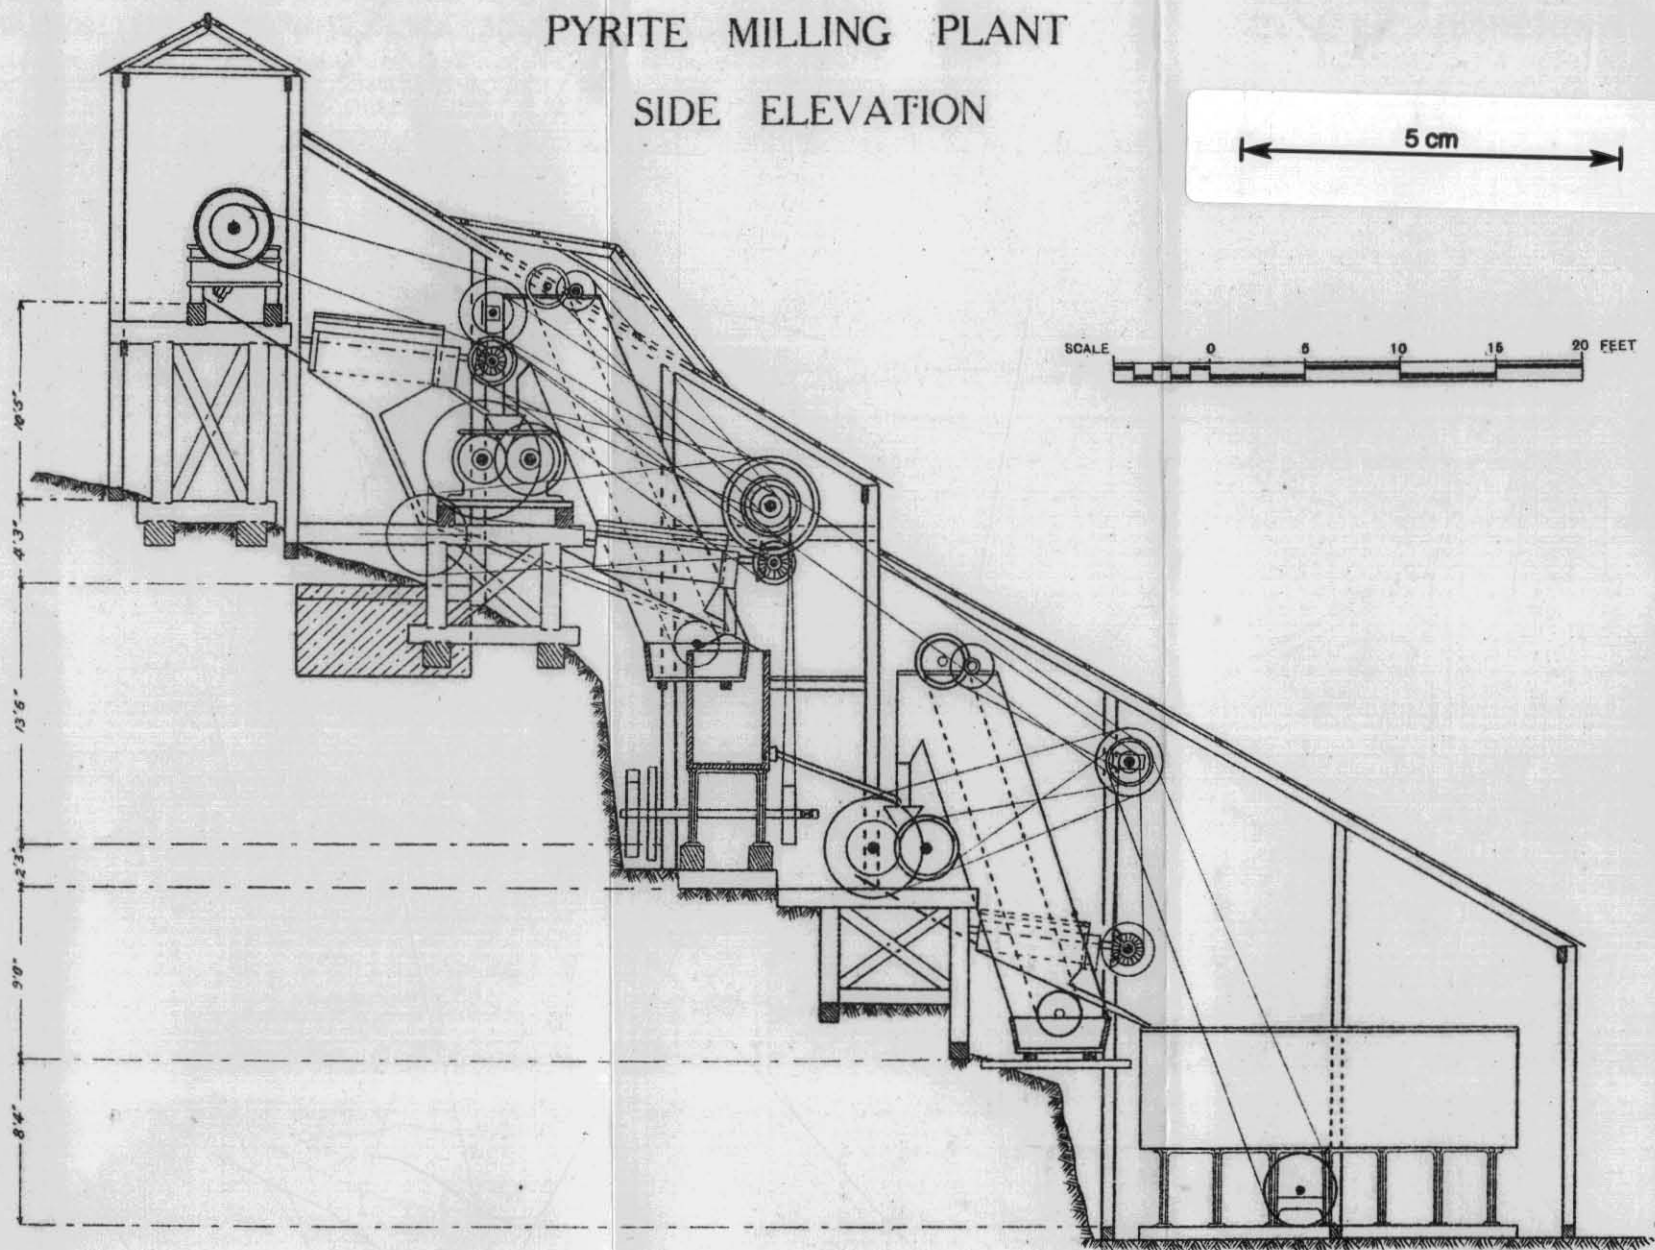 PYRITE MILLING PLANT
SIDE ELEVATION
5 cm
SCALE 0 5 10 15 20 FEET
10'5"
4'3"
13'6"
2'3"
9'0"
8'4"